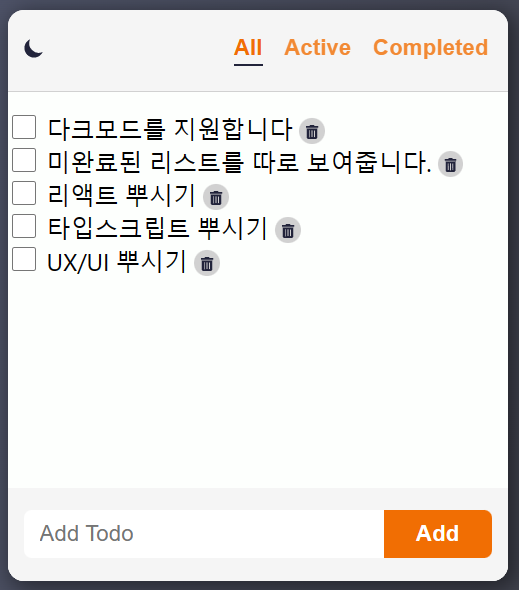 All Active Completed
다크모드를 지원합니다
미완료된 리스트를 따로 보여줍니다.
리액트 뿌시기
타입스크립트 뿌시기
UX/UI 뿌시기
Add Todo Add